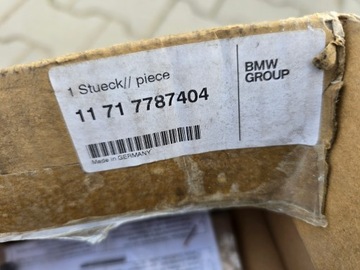 1 Stueck// piece
11 71 7787404
Made in GERMANY
BMW
GROUP